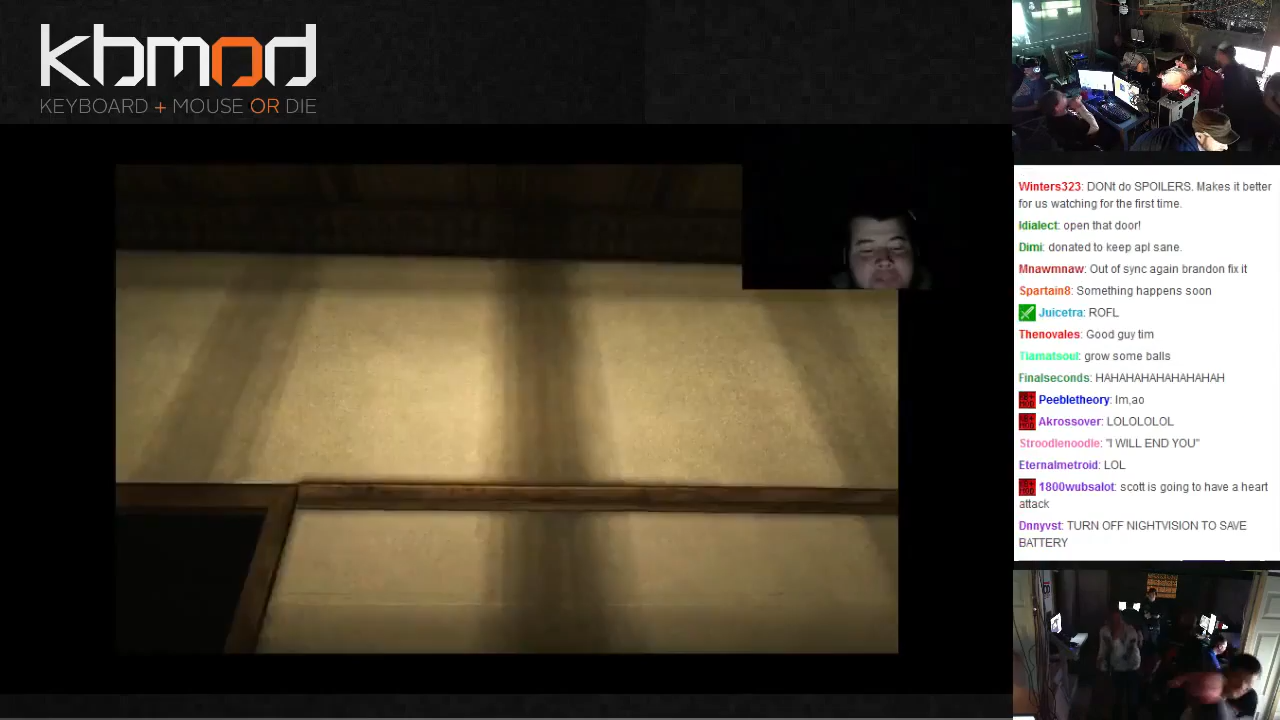 kbmod
KEYBOARD + MOUSE OR DIE
Winters323: DONt do SPOILERS. Makes it better
for us watching for the first time.
Idialect: open that door!
Dimi: donated to keep apl sane.
Mnawmnaw: Out of sync again brandon fix it
Spartain8: Something happens soon
Juicetra: ROFL
Thenovales: Good guy tim
Tiamatsoul: grow some balls
Finalseconds: HAHAHAHAHAHAHAHAH
Peebletheory: lm,ao
Akrossover: LOLOLOLOL
Stroodlenoodle: "I WILL END YOU"
Eternalmetroid: LOL
1800wubsalot: scott is going to have a heart
attack
Dnnyvst: TURN OFF NIGHTVISION TO SAVE
BATTERY